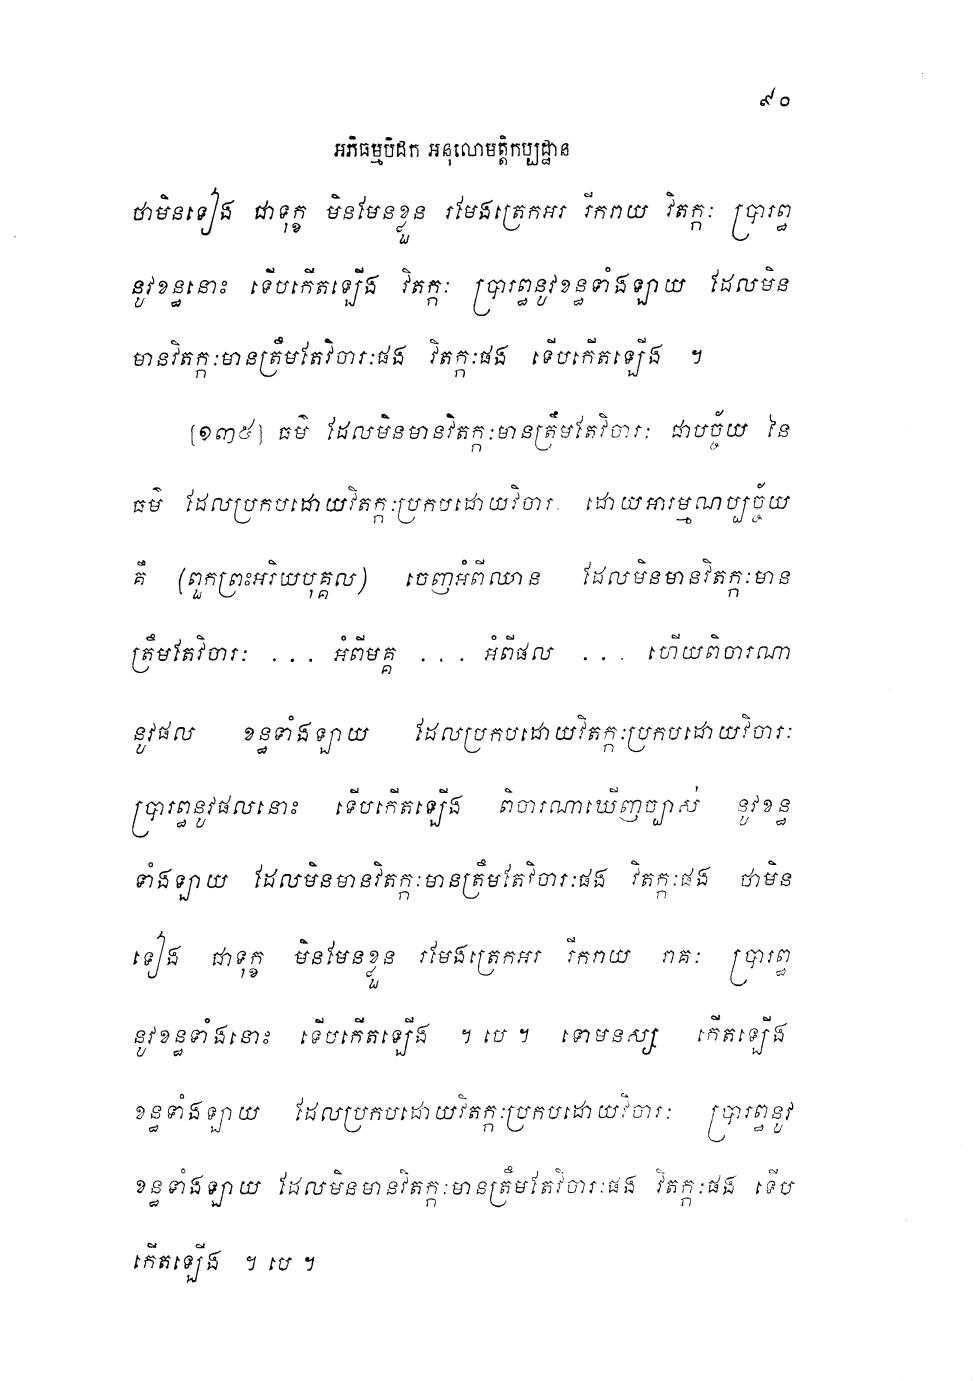 ៩០
អភិធម្មបិដក អនុលោមត្តិកប្បដ្ឋាន
ថាមិនទៀង ជាទុក្ខ មិនមែនខ្លួន រមែងត្រេកអរ រីករាយ វិតក្កៈ ប្រារព្ធ
នូវខន្ធនោះ ទើបកើតឡើង វិតក្កៈ ប្រារព្ធនូវខន្ធទាំងឡាយ ដែលមិន
មានវិតក្កៈមានត្រឹមតែវិចារៈផង វិតក្កៈផង ទើបកើតឡើង ។
[១៣៥] ធម៌ ដែលមិនមានវិតក្កៈមានត្រឹមតែវិចារៈ ជាបច្ច័យ នៃ
ធម៌ ដែលប្រកបដោយវិតក្កៈប្រកបដោយវិចារៈ ដោយអារម្មណប្បច្ច័យ
គឺ (ពួកព្រះអរិយបុគ្គល) ចេញអំពីឈាន ដែលមិនមានវិតក្កៈមាន
ត្រឹមតែវិចារៈ ... អំពីមគ្គ ... អំពីផល ... ហើយពិចារណា
នូវផល ខន្ធទាំងឡាយ ដែលប្រកបដោយវិតក្កៈប្រកបដោយវិចារៈ
ប្រារព្ធនូវផលនោះ ទើបកើតឡើង ពិចារណាឃើញច្បាស់ នូវខន្ធ
ទាំងឡាយ ដែលមិនមានវិតក្កៈមានត្រឹមតែវិចារៈផង វិតក្កៈផង ថាមិន
ទៀង ជាទុក្ខ មិនមែនខ្លួន រមែងត្រេកអរ រីករាយ រាគៈ ប្រារព្ធ
នូវខន្ធទាំងនោះ ទើបកើតឡើង ។ បេ ។ ទោមនស្ស កើតឡើង
ខន្ធទាំងឡាយ ដែលប្រកបដោយវិតក្កៈប្រកបដោយវិចារៈ ប្រារព្ធនូវ
ខន្ធទាំងឡាយ ដែលមិនមានវិតក្កៈមានត្រឹមតែវិចារៈផង វិតក្កៈផង ទើប
កើតឡើង ។ បេ ។